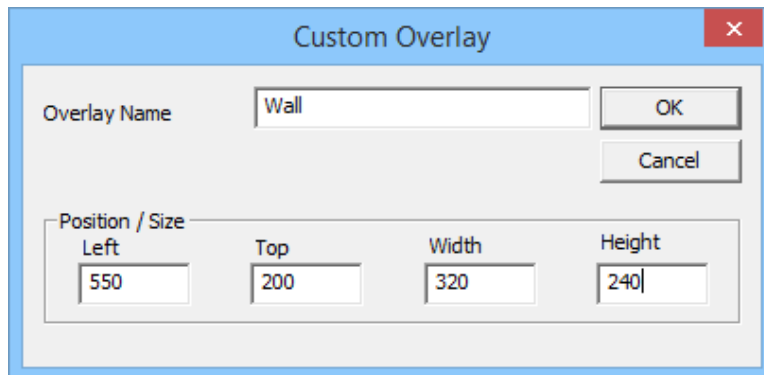 Custom Overlay
Overlay Name Wall OK
Cancel
Position / Size
Left Top Width Height
550 200 320 240